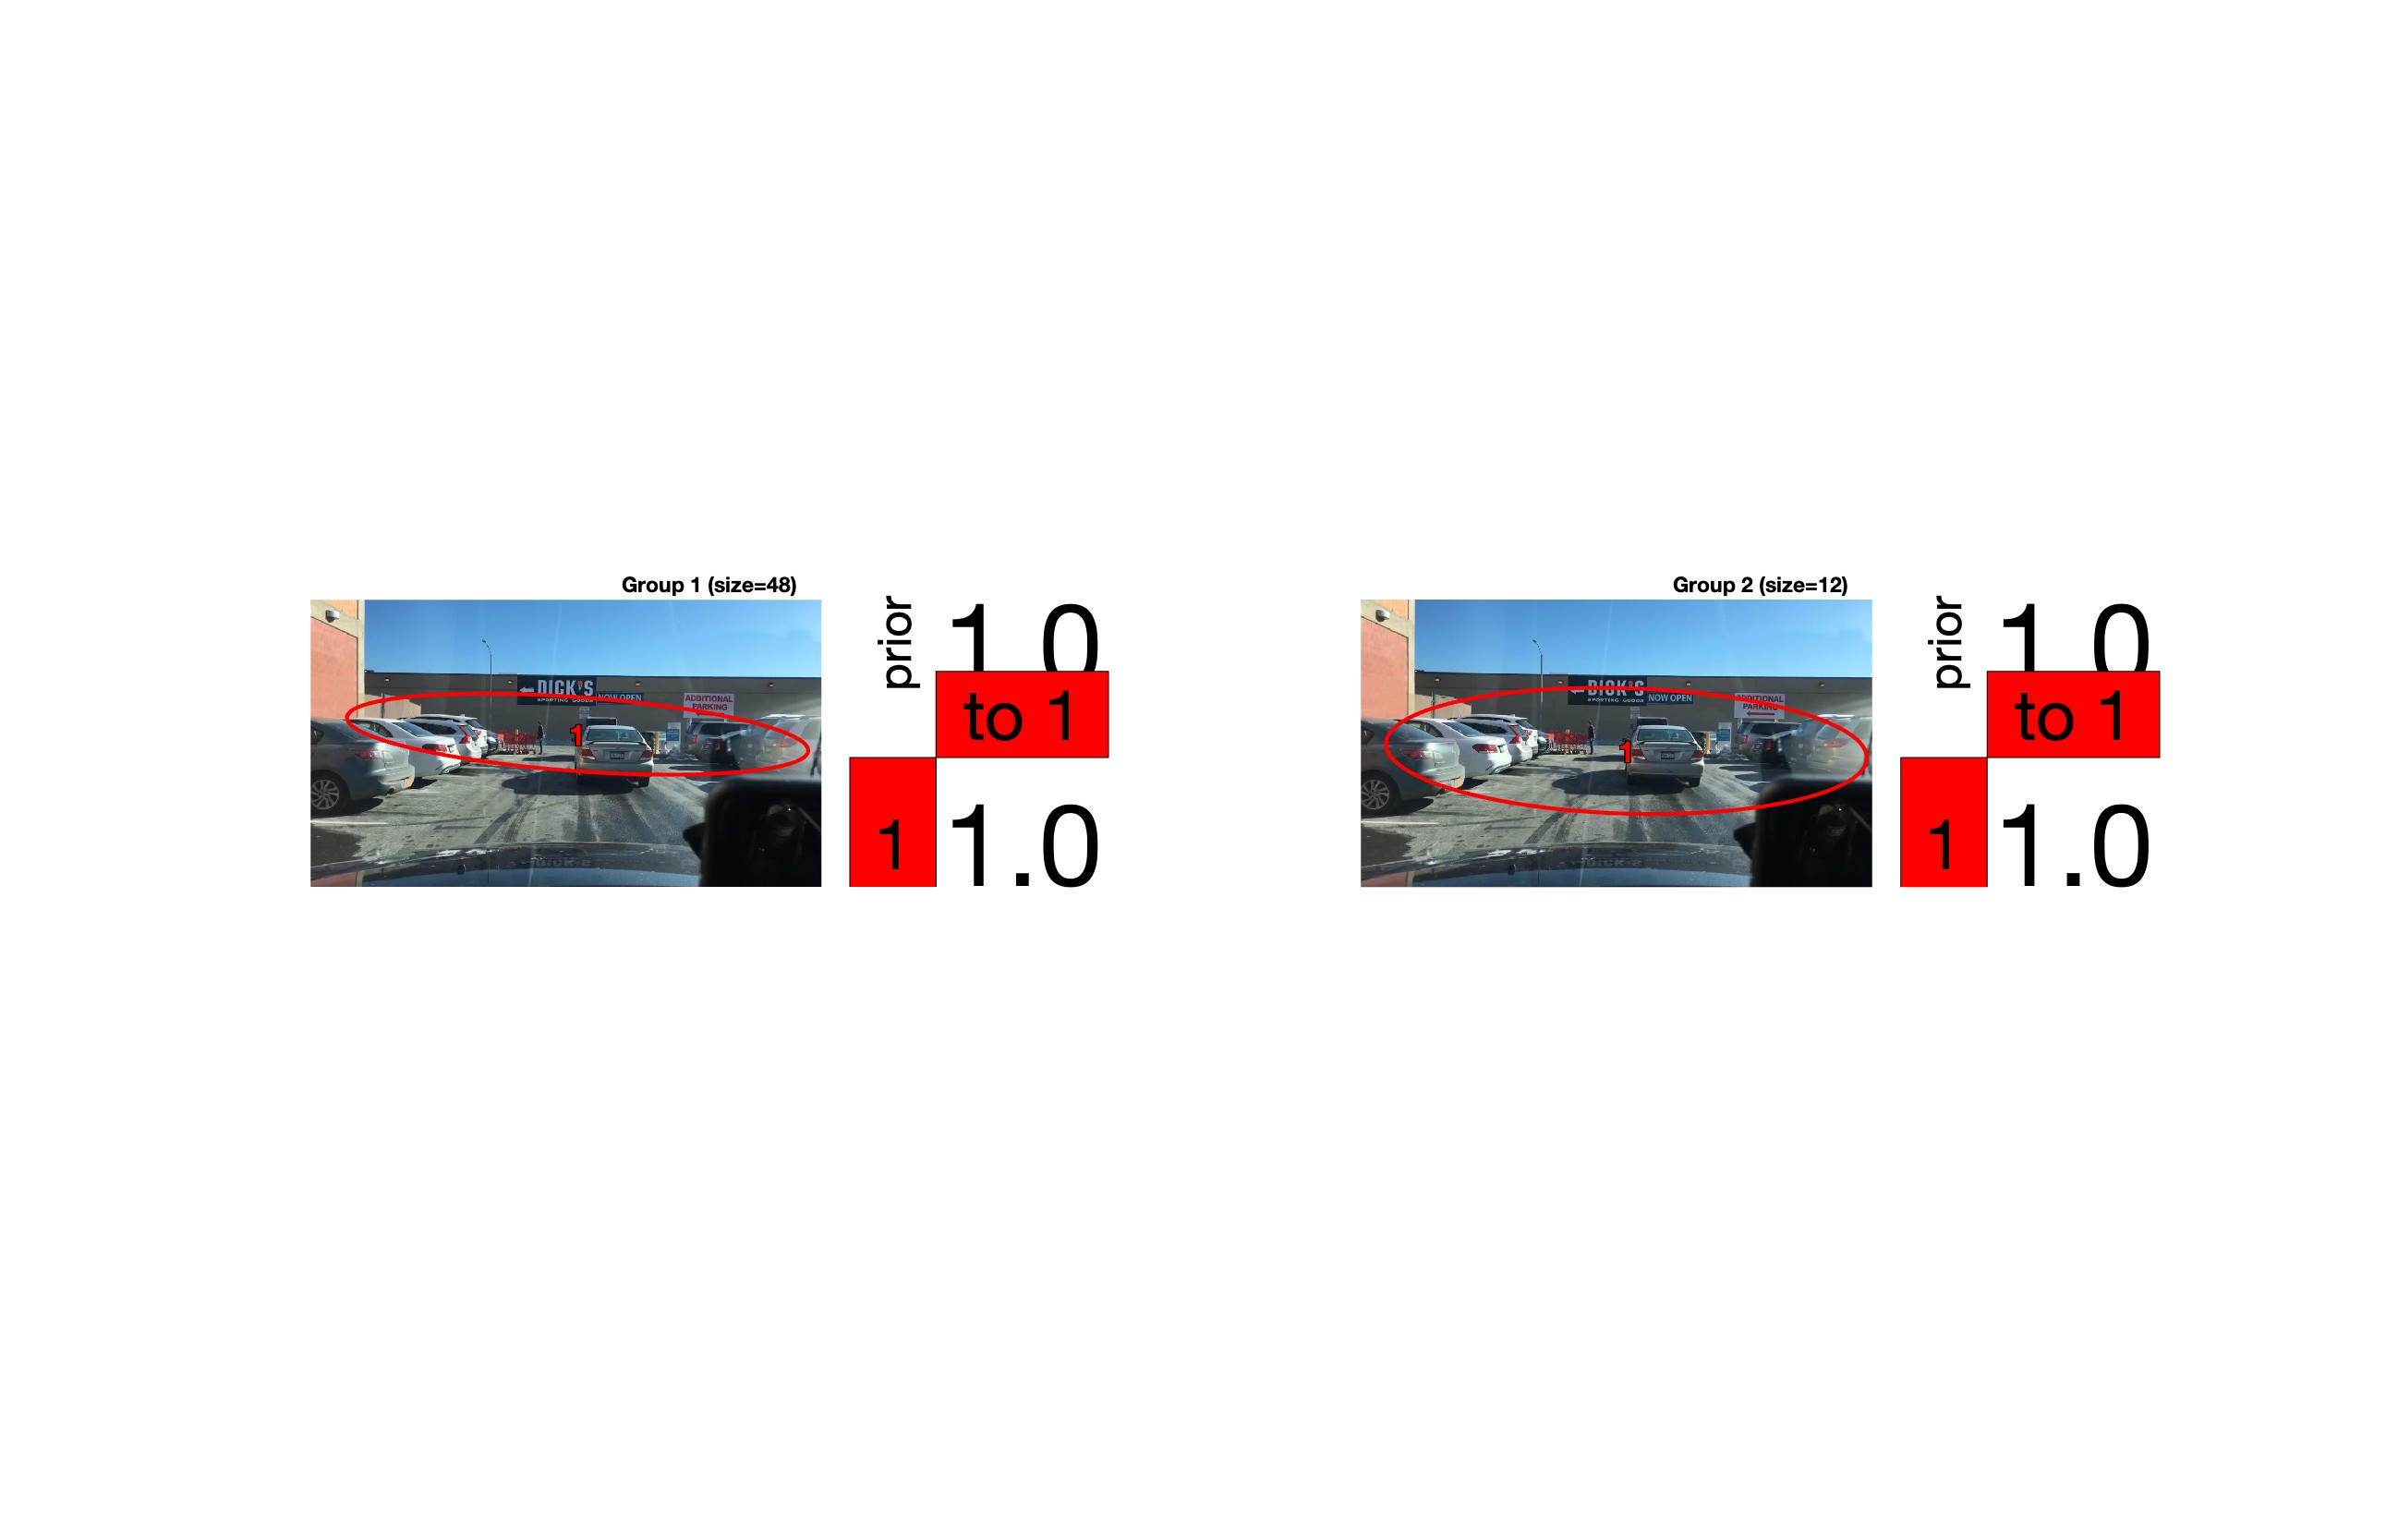 Group 1 (size=48)
← DICK'S
SPORTING GOODS
NOW OPEN
ADDITIONAL
PARKING
1
prior
1.0
to 1
1
1.0
Group 2 (size=12)
← DICK'S
SPORTING GOODS
NOW OPEN
ADDITIONAL
PARKING
1
prior
1.0
to 1
1
1.0